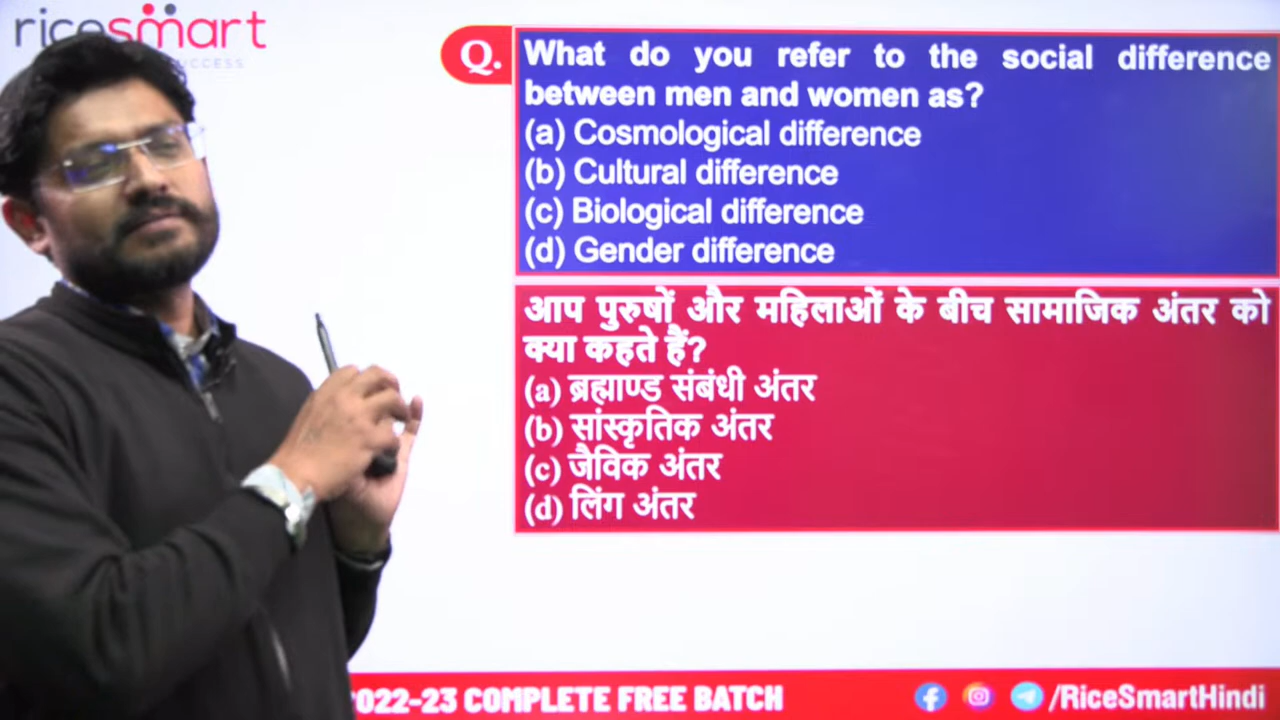 ricesmart
UCCESS
Q.
What do you refer to the social difference
between men and women as?
(a) Cosmological difference
(b) Cultural difference
(c) Biological difference
(d) Gender difference
आप पुरुषों और महिलाओं के बीच सामाजिक अंतर को
क्या कहते हैं?
(a) ब्रह्माण्ड संबंधी अंतर
(b) सांस्कृतिक अंतर
(c) जैविक अंतर
(d) लिंग अंतर
2022-23 COMPLETE FREE BATCH
/RiceSmartHindi